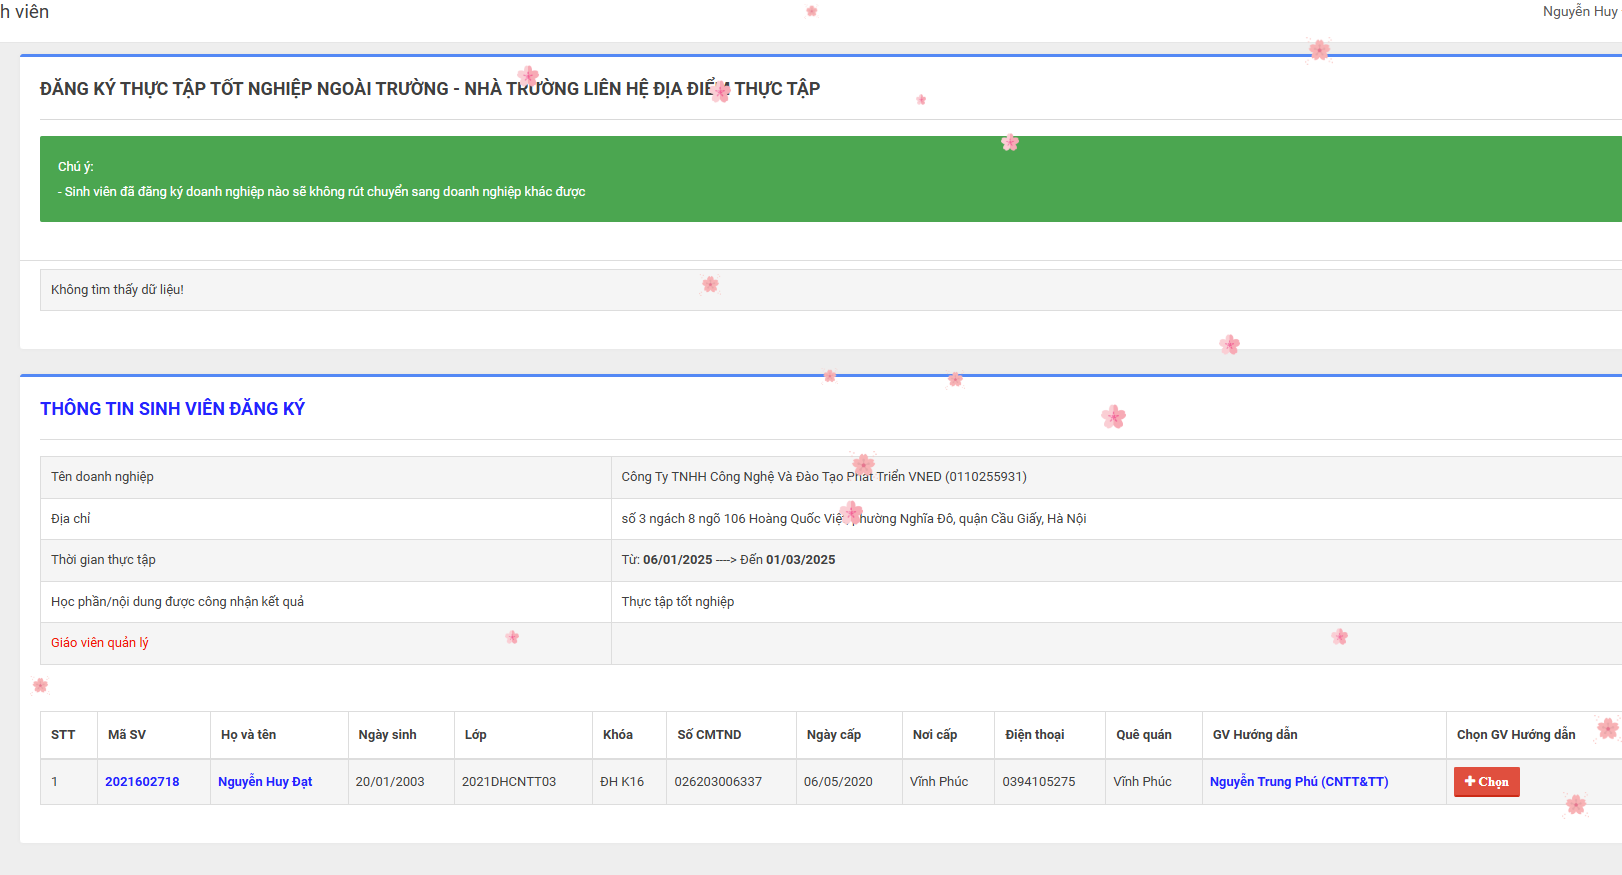 h viên
Nguyễn Huy
ĐĂNG KÝ THỰC TẬP TỐT NGHIỆP NGOÀI TRƯỜNG - NHÀ TRƯỜNG LIÊN HỆ ĐỊA ĐIỂM THỰC TẬP
Chú ý:
- Sinh viên đã đăng ký doanh nghiệp nào sẽ không rút chuyển sang doanh nghiệp khác được
Không tìm thấy dữ liệu!
THÔNG TIN SINH VIÊN ĐĂNG KÝ
Tên doanh nghiệp Công Ty TNHH Công Nghệ Và Đào Tạo Phát Triển VNED (0110255931)
Địa chỉ số 3 ngách 8 ngõ 106 Hoàng Quốc Việt, phường Nghĩa Đô, quận Cầu Giấy, Hà Nội
Thời gian thực tập Từ: 06/01/2025 ----> Đến 01/03/2025
Học phần/nội dung được công nhận kết quả Thực tập tốt nghiệp
Giáo viên quản lý
STT Mã SV Họ và tên Ngày sinh Lớp Khóa Số CMTND Ngày cấp Nơi cấp Điện thoại Quê quán GV Hướng dẫn Chọn GV Hướng dẫn
1 2021602718 Nguyễn Huy Đạt 20/01/2003 2021DHCNTT03 ĐH K16 026203006337 06/05/2020 Vĩnh Phúc 0394105275 Vĩnh Phúc Nguyễn Trung Phú (CNTT&TT) Chọn